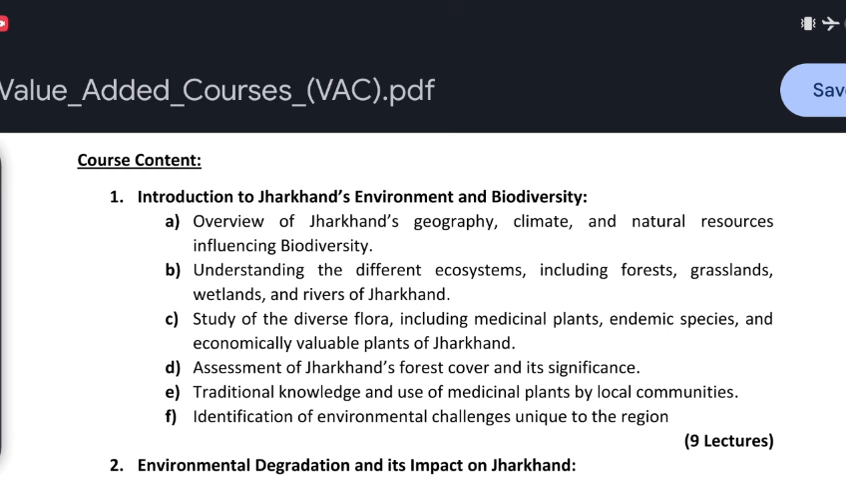 Value_Added_Courses_(VAC).pdf
Course Content:
1. Introduction to Jharkhand’s Environment and Biodiversity:
a) Overview of Jharkhand’s geography, climate, and natural resources
influencing Biodiversity.
b) Understanding the different ecosystems, including forests, grasslands,
wetlands, and rivers of Jharkhand.
c) Study of the diverse flora, including medicinal plants, endemic species, and
economically valuable plants of Jharkhand.
d) Assessment of Jharkhand’s forest cover and its significance.
e) Traditional knowledge and use of medicinal plants by local communities.
f) Identification of environmental challenges unique to the region
(9 Lectures)
2. Environmental Degradation and its Impact on Jharkhand: